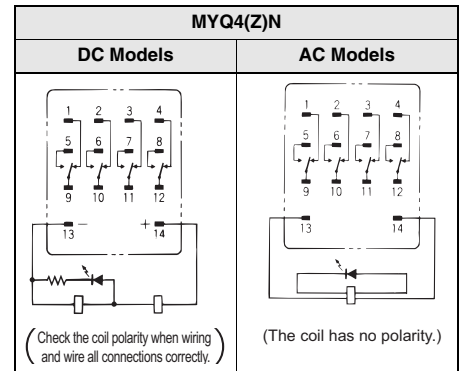 MYQ4(Z)N
DC Models
AC Models
1 2 3 4
5 6 7 8
9 10 11 12
13 − + 14
(Check the coil polarity when wiring
and wire all connections correctly.)
1 2 3 4
5 6 7 8
9 10 11 12
13 14
(The coil has no polarity.)